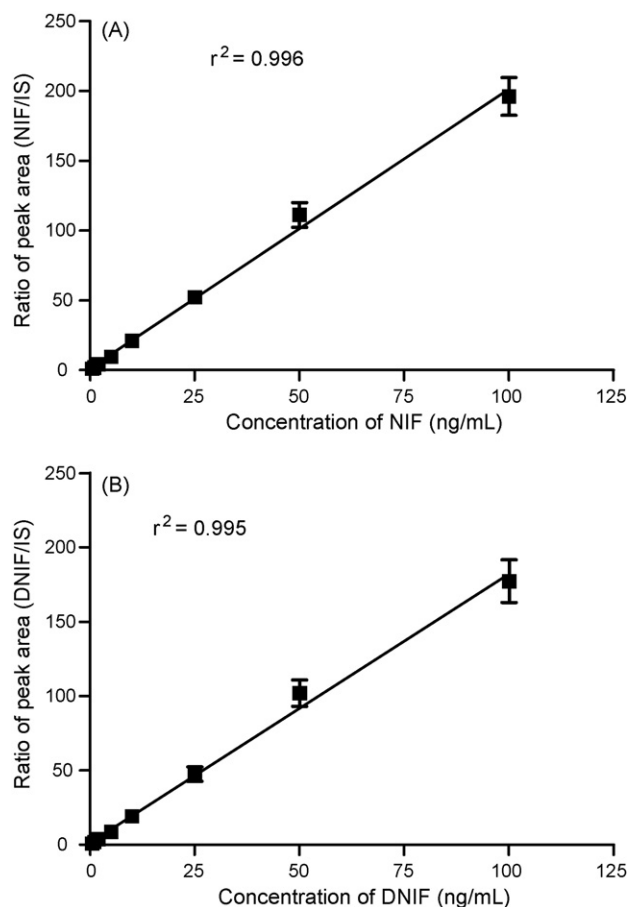 (A)
r² = 0.996
250
200
150
100
50
0
Ratio of peak area (NIF/IS)
0 25 50 75 100 125
Concentration of NIF (ng/mL)
(B)
r² = 0.995
250
200
150
100
50
0
Ratio of peak area (DNIF/IS)
0 25 50 75 100 125
Concentration of DNIF (ng/mL)